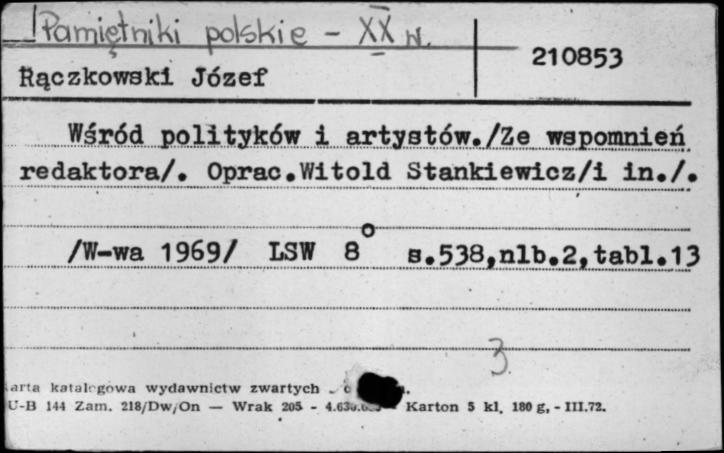 Pamiętniki polskie - XX w.
210853
Rączkowski Józef
Wśród polityków i artystów./Ze wspomnień
redaktora/. Oprac.Witold Stankiewicz/i in./.
/W-wa 1969/ LSW 8° s.538,nlb.2,tabl.13
3
arta katalogowa wydawnictw zwartych
U-B 144 Zam. 218/Dw/On — Wrak 205 - Karton 5 kl. 180 g, - III.72.